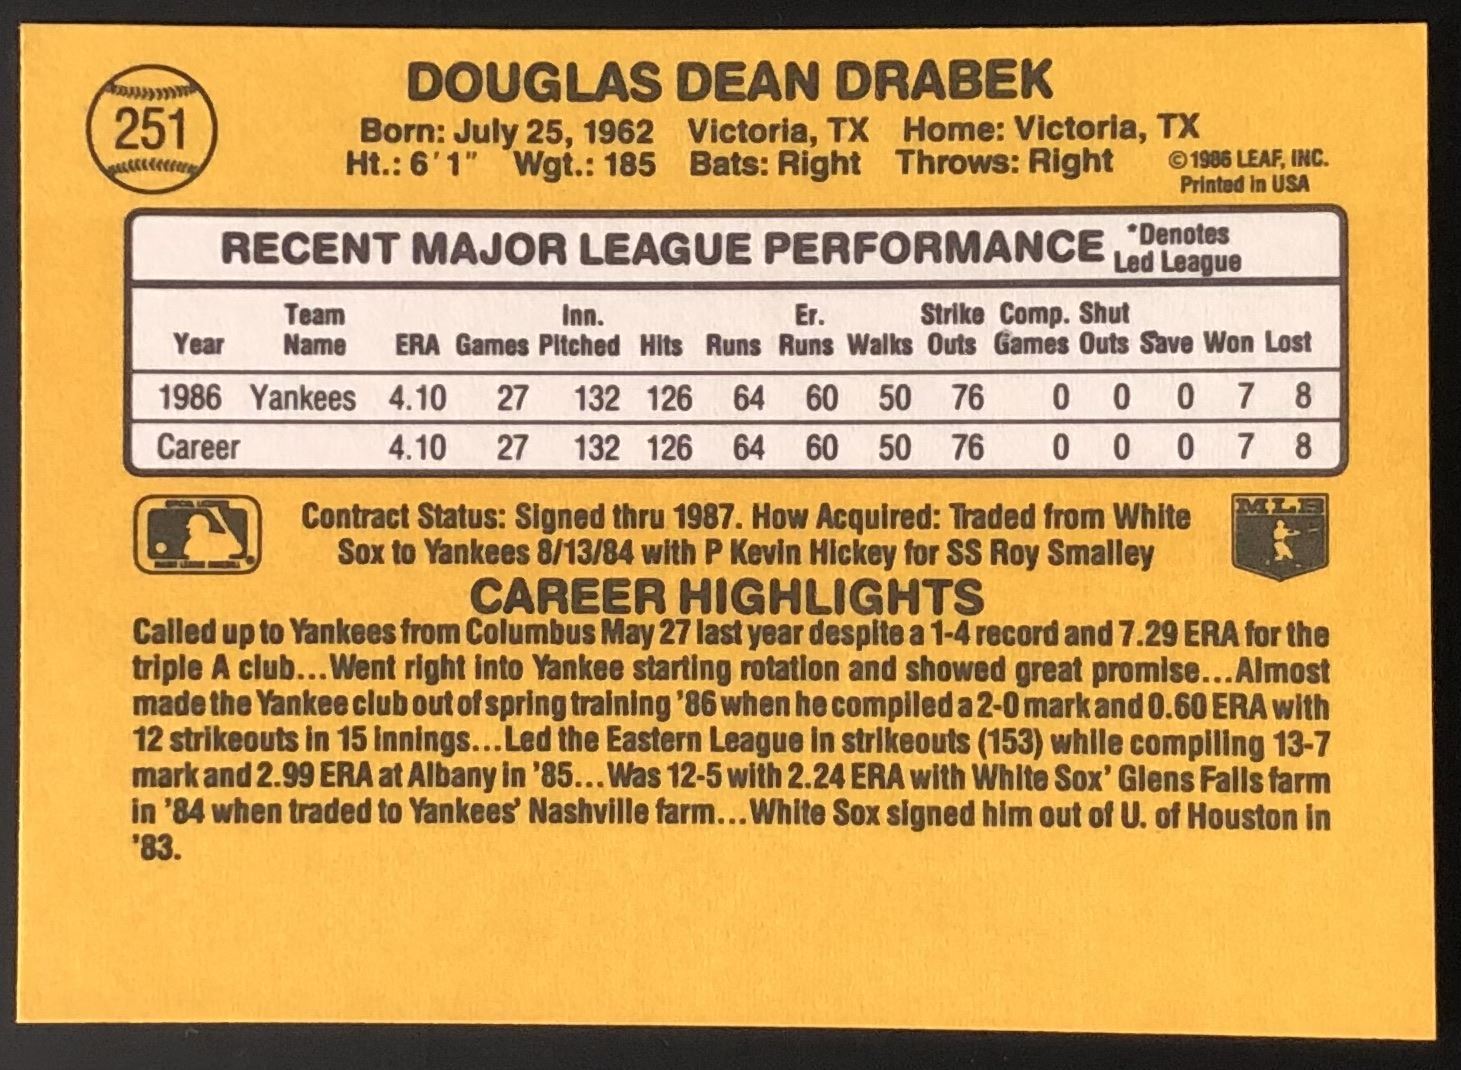 251
DOUGLAS DEAN DRABEK
Born: July 25, 1962 Victoria, TX Home: Victoria, TX
Ht.: 6'1" Wgt.: 185 Bats: Right Throws: Right
©1986 LEAF, INC.
Printed in USA
RECENT MAJOR LEAGUE PERFORMANCE
*Denotes
Led League
Year Team Name ERA Games Inn. Pitched Hits Runs Er. Runs Walks Strike Outs Comp. Games Shut Outs Save Won Lost
1986 Yankees 4.10 27 132 126 64 60 50 76 0 0 0 7 8
Career 4.10 27 132 126 64 60 50 76 0 0 0 7 8
Contract Status: Signed thru 1987. How Acquired: Traded from White
Sox to Yankees 8/13/84 with P Kevin Hickey for SS Roy Smalley
MLB
CAREER HIGHLIGHTS
Called up to Yankees from Columbus May 27 last year despite a 1-4 record and 7.29 ERA for the
triple A club...Went right into Yankee starting rotation and showed great promise...Almost
made the Yankee club out of spring training '86 when he compiled a 2-0 mark and 0.60 ERA with
12 strikeouts in 15 innings...Led the Eastern League in strikeouts (153) while compiling 13-7
mark and 2.99 ERA at Albany in '85...Was 12-5 with 2.24 ERA with White Sox' Glens Falls farm
in '84 when traded to Yankees' Nashville farm...White Sox signed him out of U. of Houston in
'83.